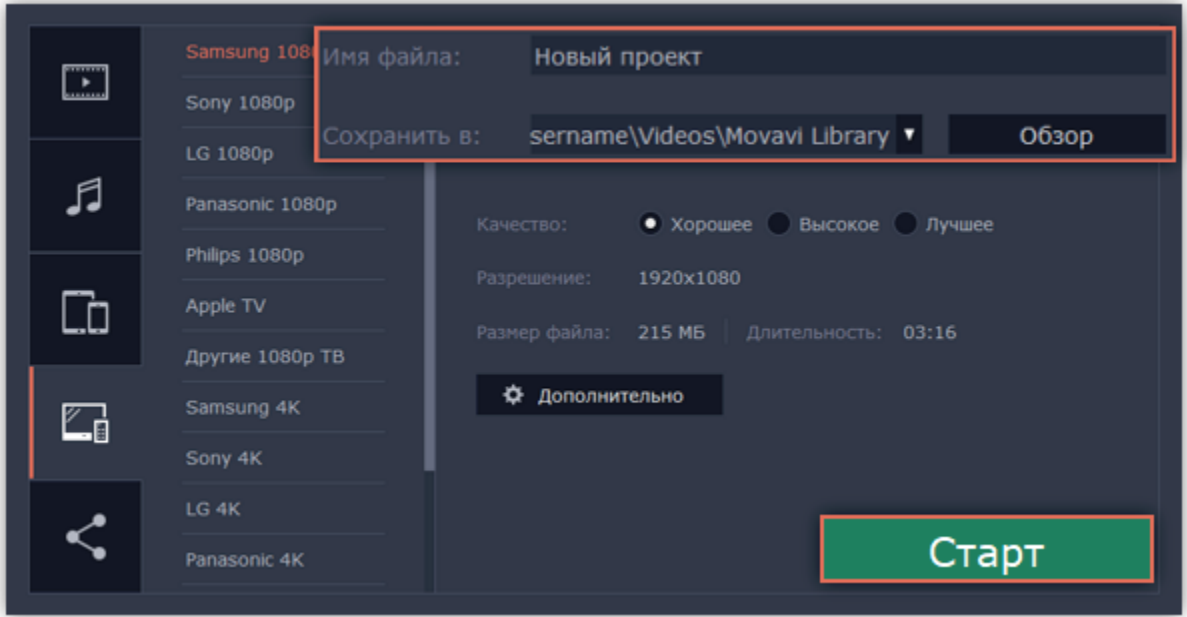 Samsung 108
Sony 1080p
LG 1080p
Panasonic 1080p
Philips 1080p
Apple TV
Другие 1080p ТВ
Samsung 4K
Sony 4K
LG 4K
Panasonic 4K
Имя файла: Новый проект
Сохранить в: sername\Videos\Movavi Library Обзор
Качество: Хорошее Высокое Лучшее
Разрешение: 1920x1080
Размер файла: 215 МБ Длительность: 03:16
Дополнительно
Старт